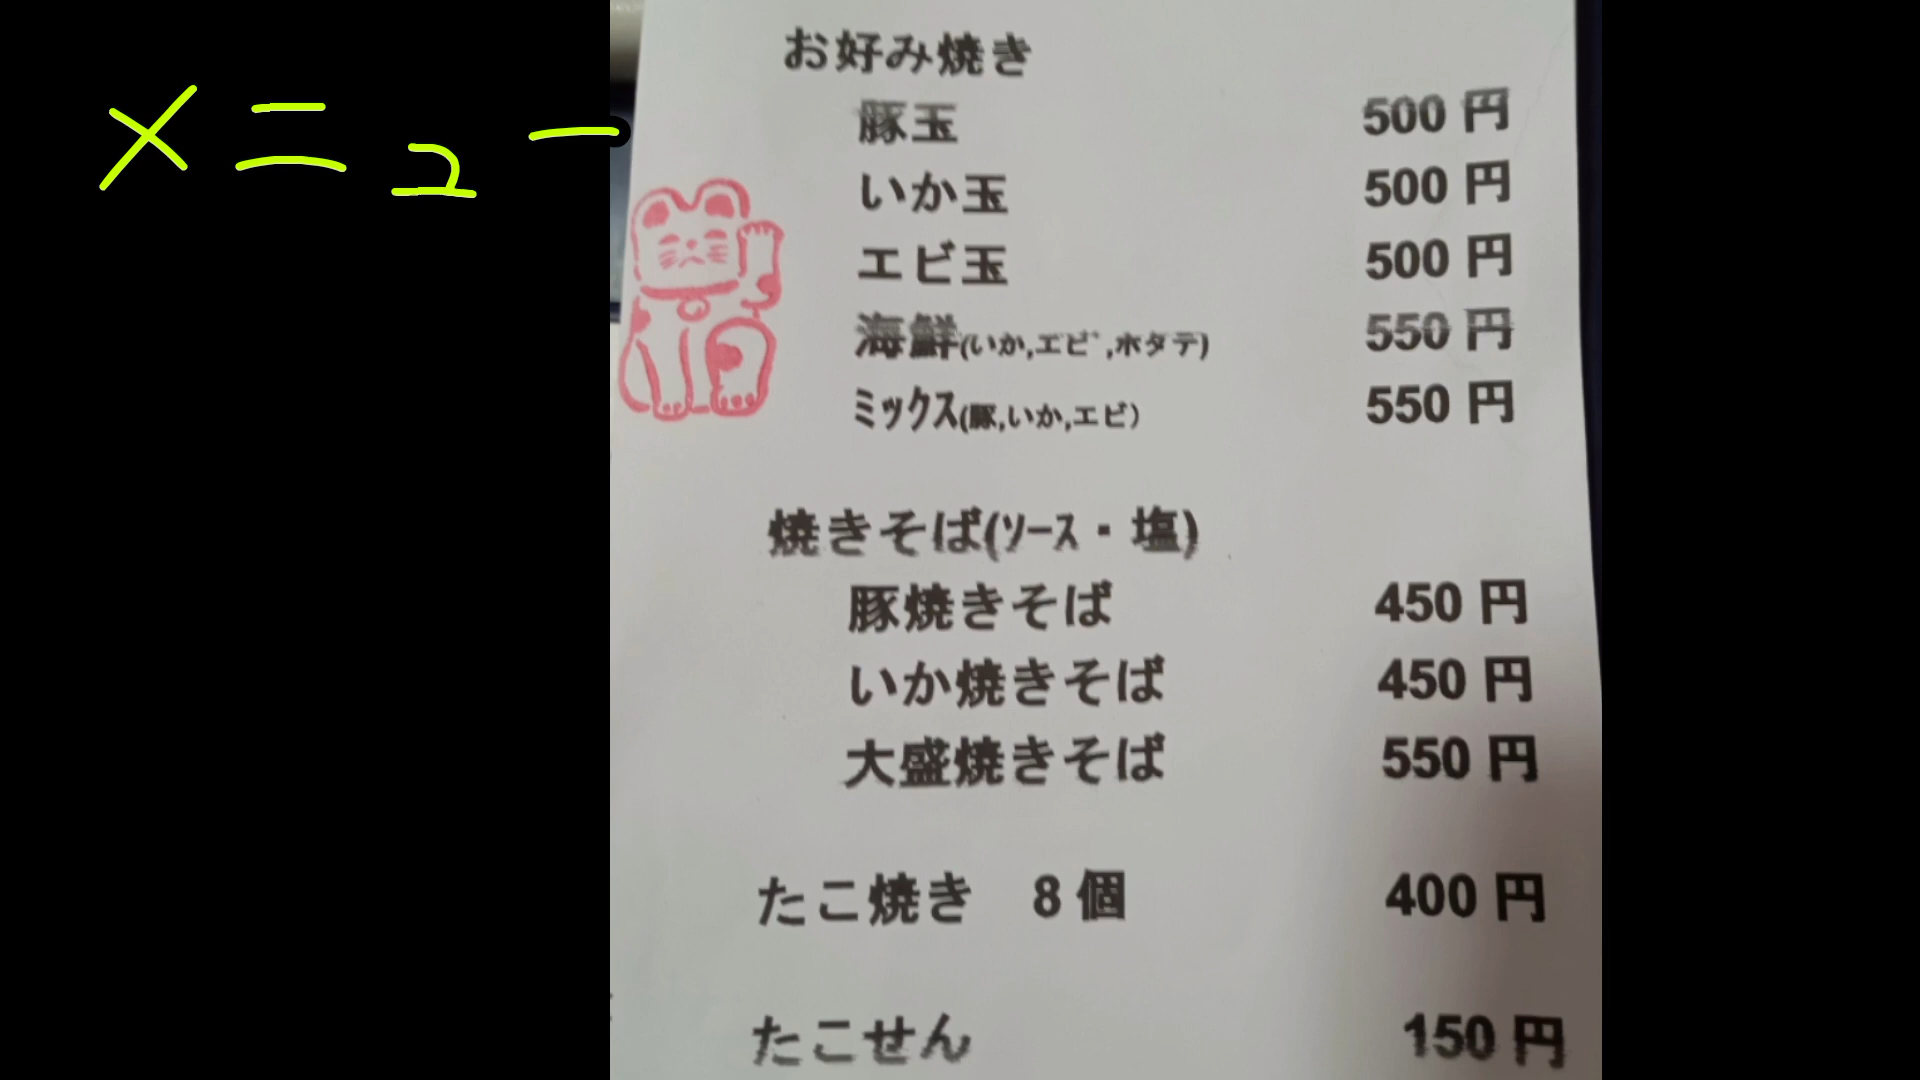 メニュー
お好み焼き
豚玉 500円
いか玉 500円
エビ玉 500円
海鮮(いか,エビ,ホタテ) 550円
ミックス(豚,いか,エビ) 550円
焼きそば(ソース・塩)
豚焼きそば 450円
いか焼きそば 450円
大盛焼きそば 550円
たこ焼き 8個 400円
たこせん 150円